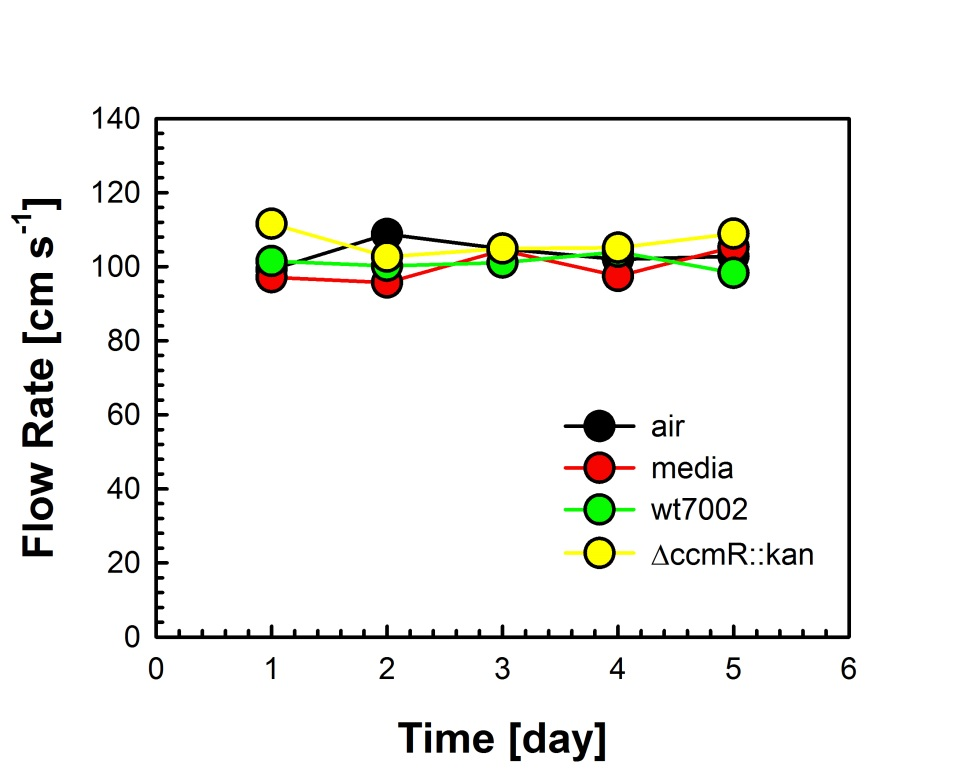 140
120
100
80
60
40
20
0
0 1 2 3 4 5 6
Flow Rate [cm s⁻¹]
Time [day]
air
media
wt7002
ΔccmR::kan